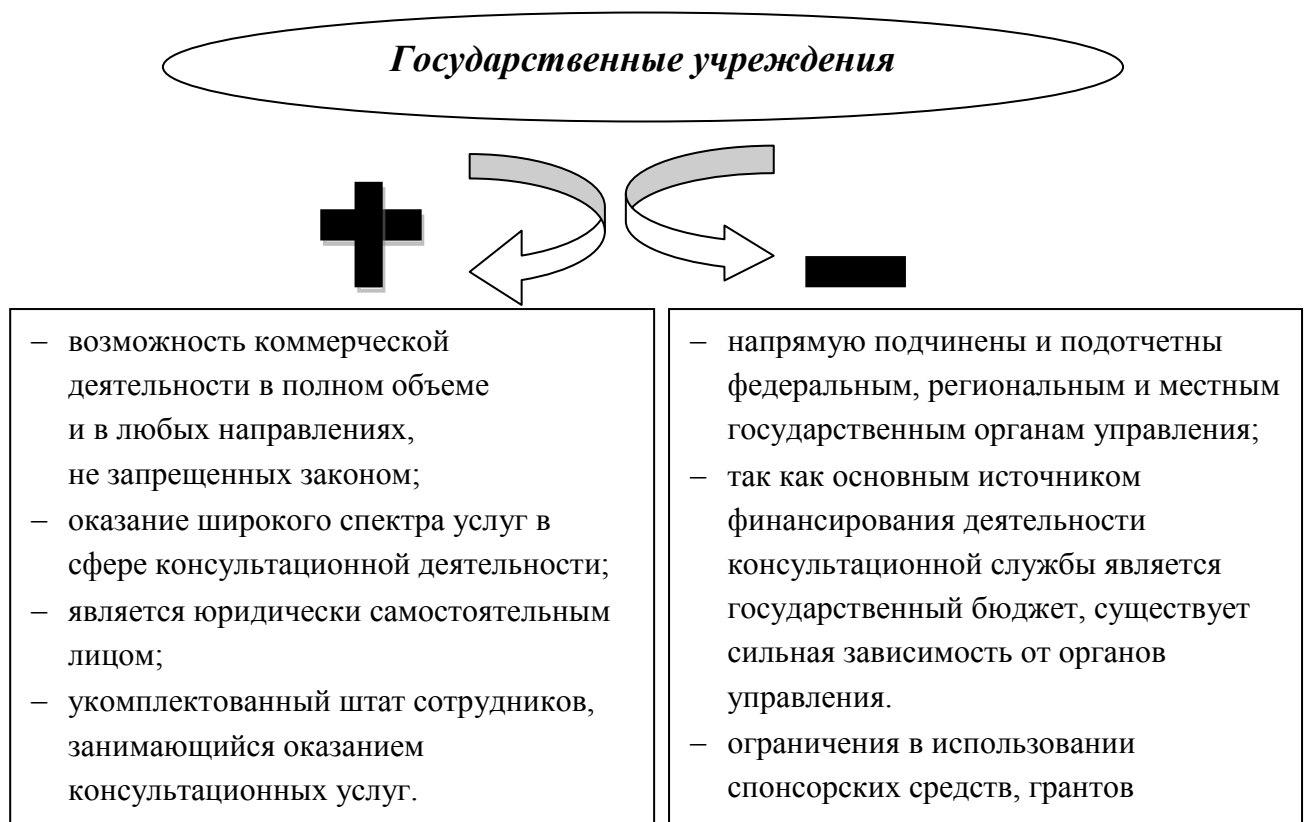 Государственные учреждения
– возможность коммерческой
деятельности в полном объеме
и в любых направлениях,
не запрещенных законом;
– оказание широкого спектра услуг в
сфере консультационной деятельности;
– является юридически самостоятельным
лицом;
– укомплектованный штат сотрудников,
занимающийся оказанием
консультационных услуг.
– напрямую подчинены и подотчетны
федеральным, региональным и местным
государственным органам управления;
– так как основным источником
финансирования деятельности
консультационной службы является
государственный бюджет, существует
сильная зависимость от органов
управления.
– ограничения в использовании
спонсорских средств, грантов